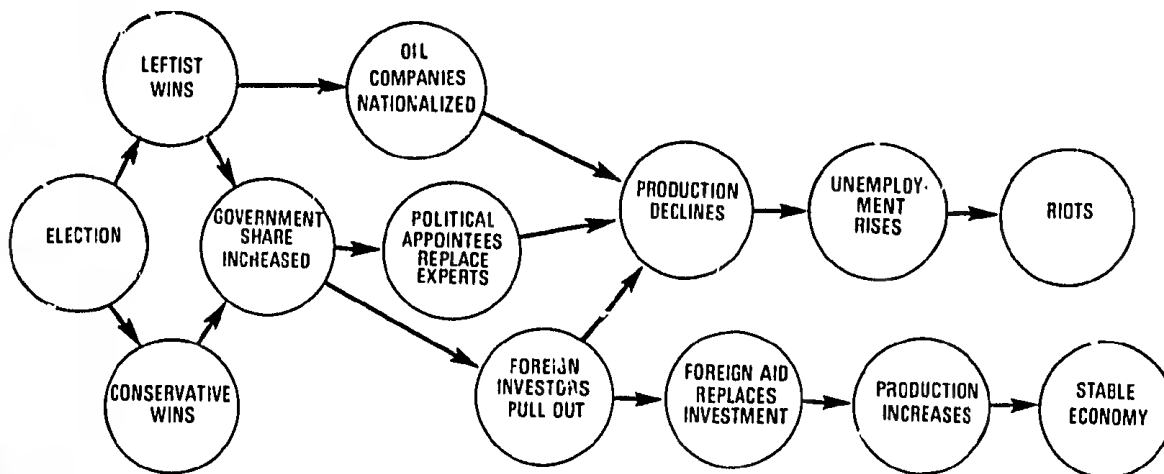 LEFTIST
WINS
OIL
COMPANIES
NATIONALIZED
ELECTION
GOVERNMENT
SHARE
INCREASED
POLITICAL
APPOINTEES
REPLACE
EXPERTS
PRODUCTION
DECLINES
UNEMPLOY-
MENT
RISES
RIOTS
CONSERVATIVE
WINS
FOREIGN
INVESTORS
PULL OUT
FOREIGN AID
REPLACES
INVESTMENT
PRODUCTION
INCREASES
STABLE
ECONOMY